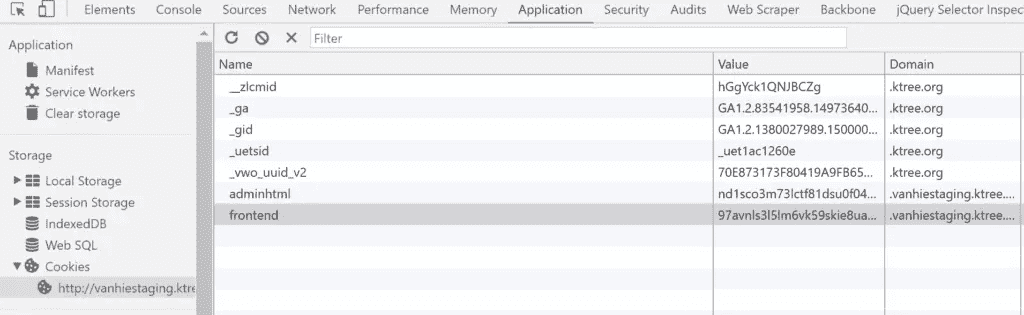 Elements Console Sources Network Performance Memory Application Security Audits Web Scraper Backbone jQuery Selector Inspec
Application
Manifest
Service Workers
Clear storage
Storage
Local Storage
Session Storage
IndexedDB
Web SQL
Cookies
http://vanhiestaging.ktre
Filter
Name Value Domain
__zlcmid hGgYck1QNJBCZg .ktree.org
_ga GA1.2.83541958.14973640... .ktree.org
_gid GA1.2.1380027989.150000... .ktree.org
_uetsid _uet1ac1260e .ktree.org
_vwo_uuid_v2 70E873173F80419A9FB65... .ktree.org
adminhtml nd1sco3m73lctf81dsu0f04... .vanhiestaging.ktree....
frontend 97avnls3l5lm6vk59skie8ua... .vanhiestaging.ktree....